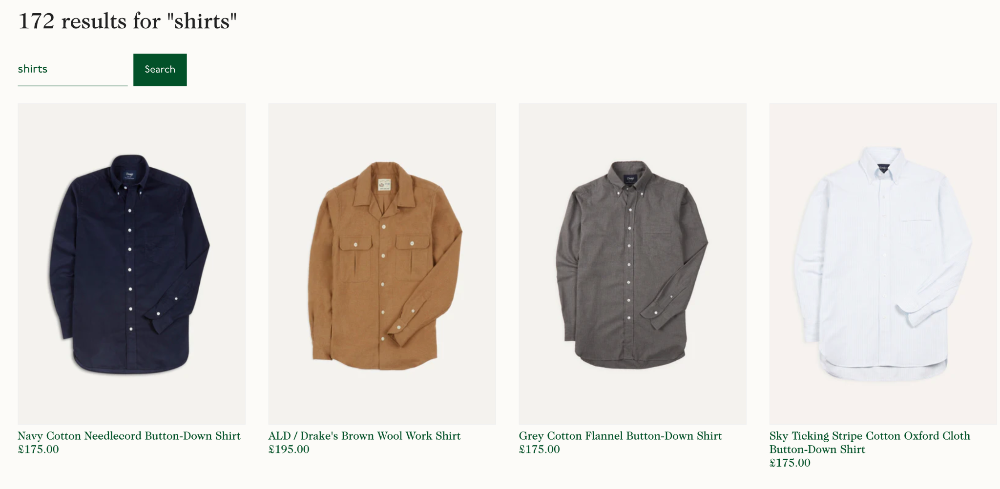 172 results for "shirts"
shirts
Search
Navy Cotton Needlecord Button-Down Shirt
£175.00
ALD / Drake's Brown Wool Work Shirt
£195.00
Grey Cotton Flannel Button-Down Shirt
£175.00
Sky Ticking Stripe Cotton Oxford Cloth
Button-Down Shirt
£175.00